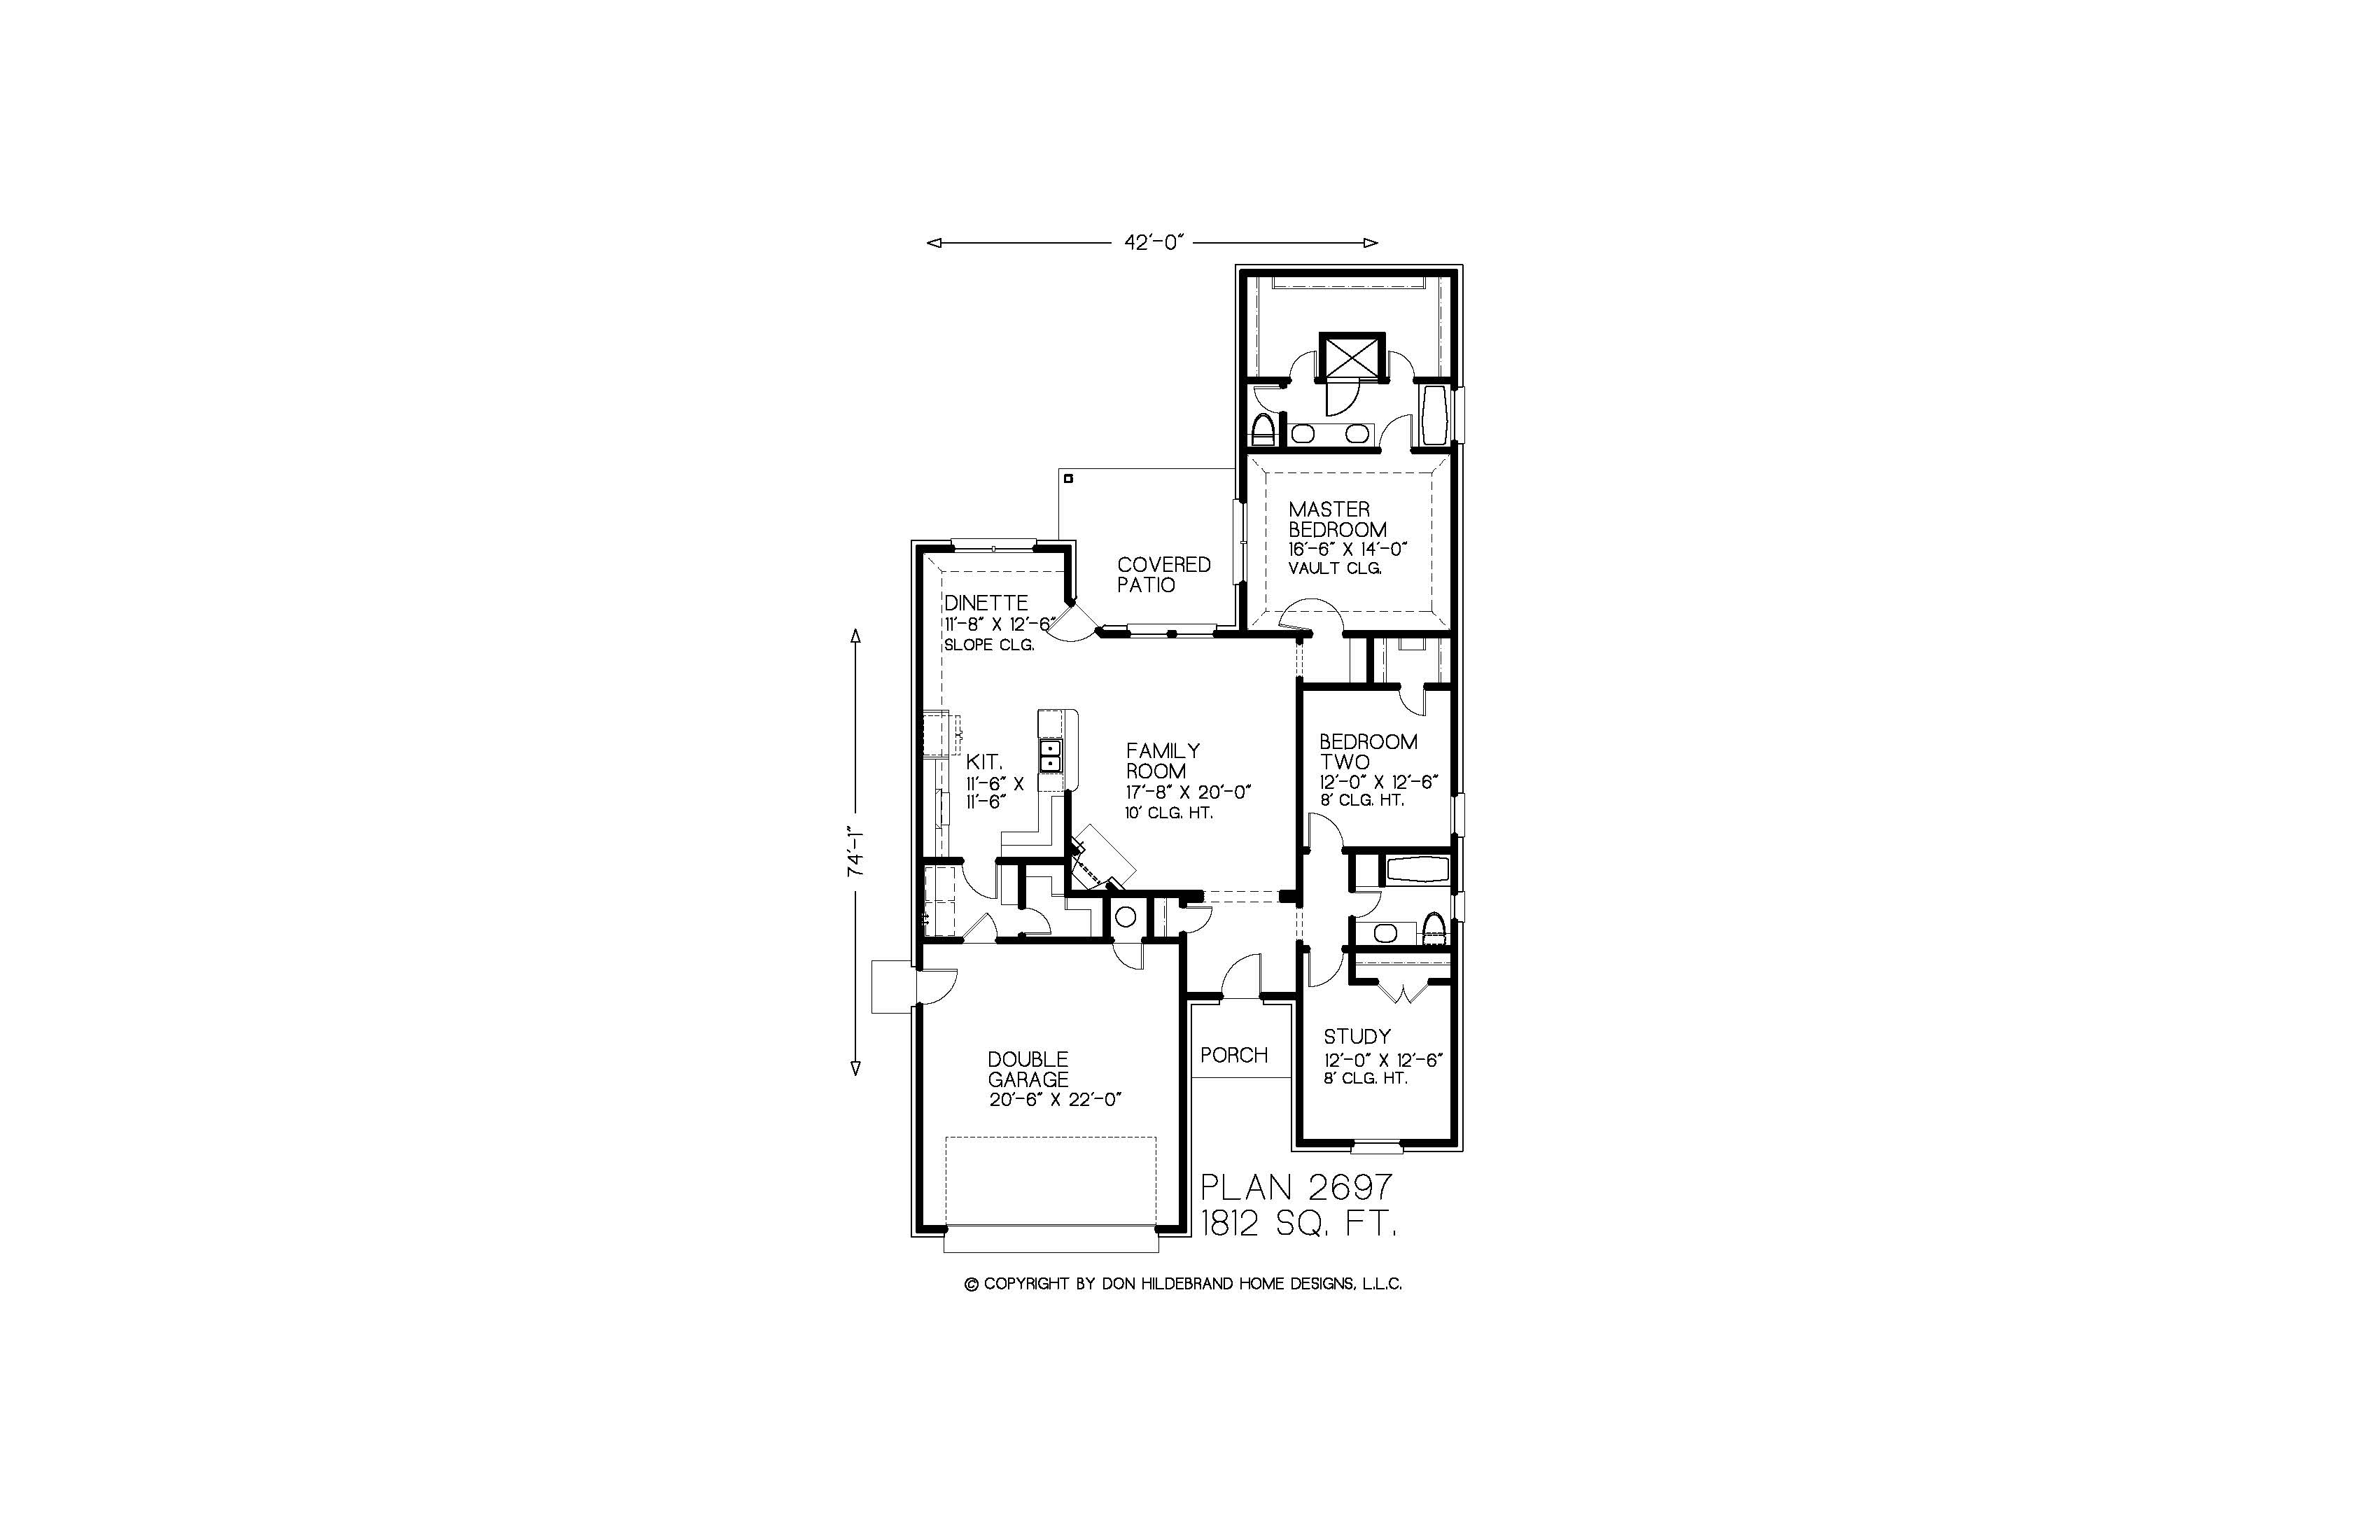 42'-0"
MASTER
BEDROOM
16'-6" X 14'-0"
VAULT CLG.
COVERED
PATIO
DINETTE
11'-8" X 12'-6"
SLOPE CLG.
74'-1"
KIT.
11'-6" X
11'-6"
FAMILY
ROOM
17'-8" X 20'-0"
10' CLG. HT.
BEDROOM
TWO
12'-0" X 12'-6"
8' CLG. HT.
STUDY
12'-0" X 12'-6"
8' CLG. HT.
PORCH
DOUBLE
GARAGE
20'-6" X 22'-0"
PLAN 2697
1812 SQ. FT.
© COPYRIGHT BY DON HILDEBRAND HOME DESIGNS, L.L.C.